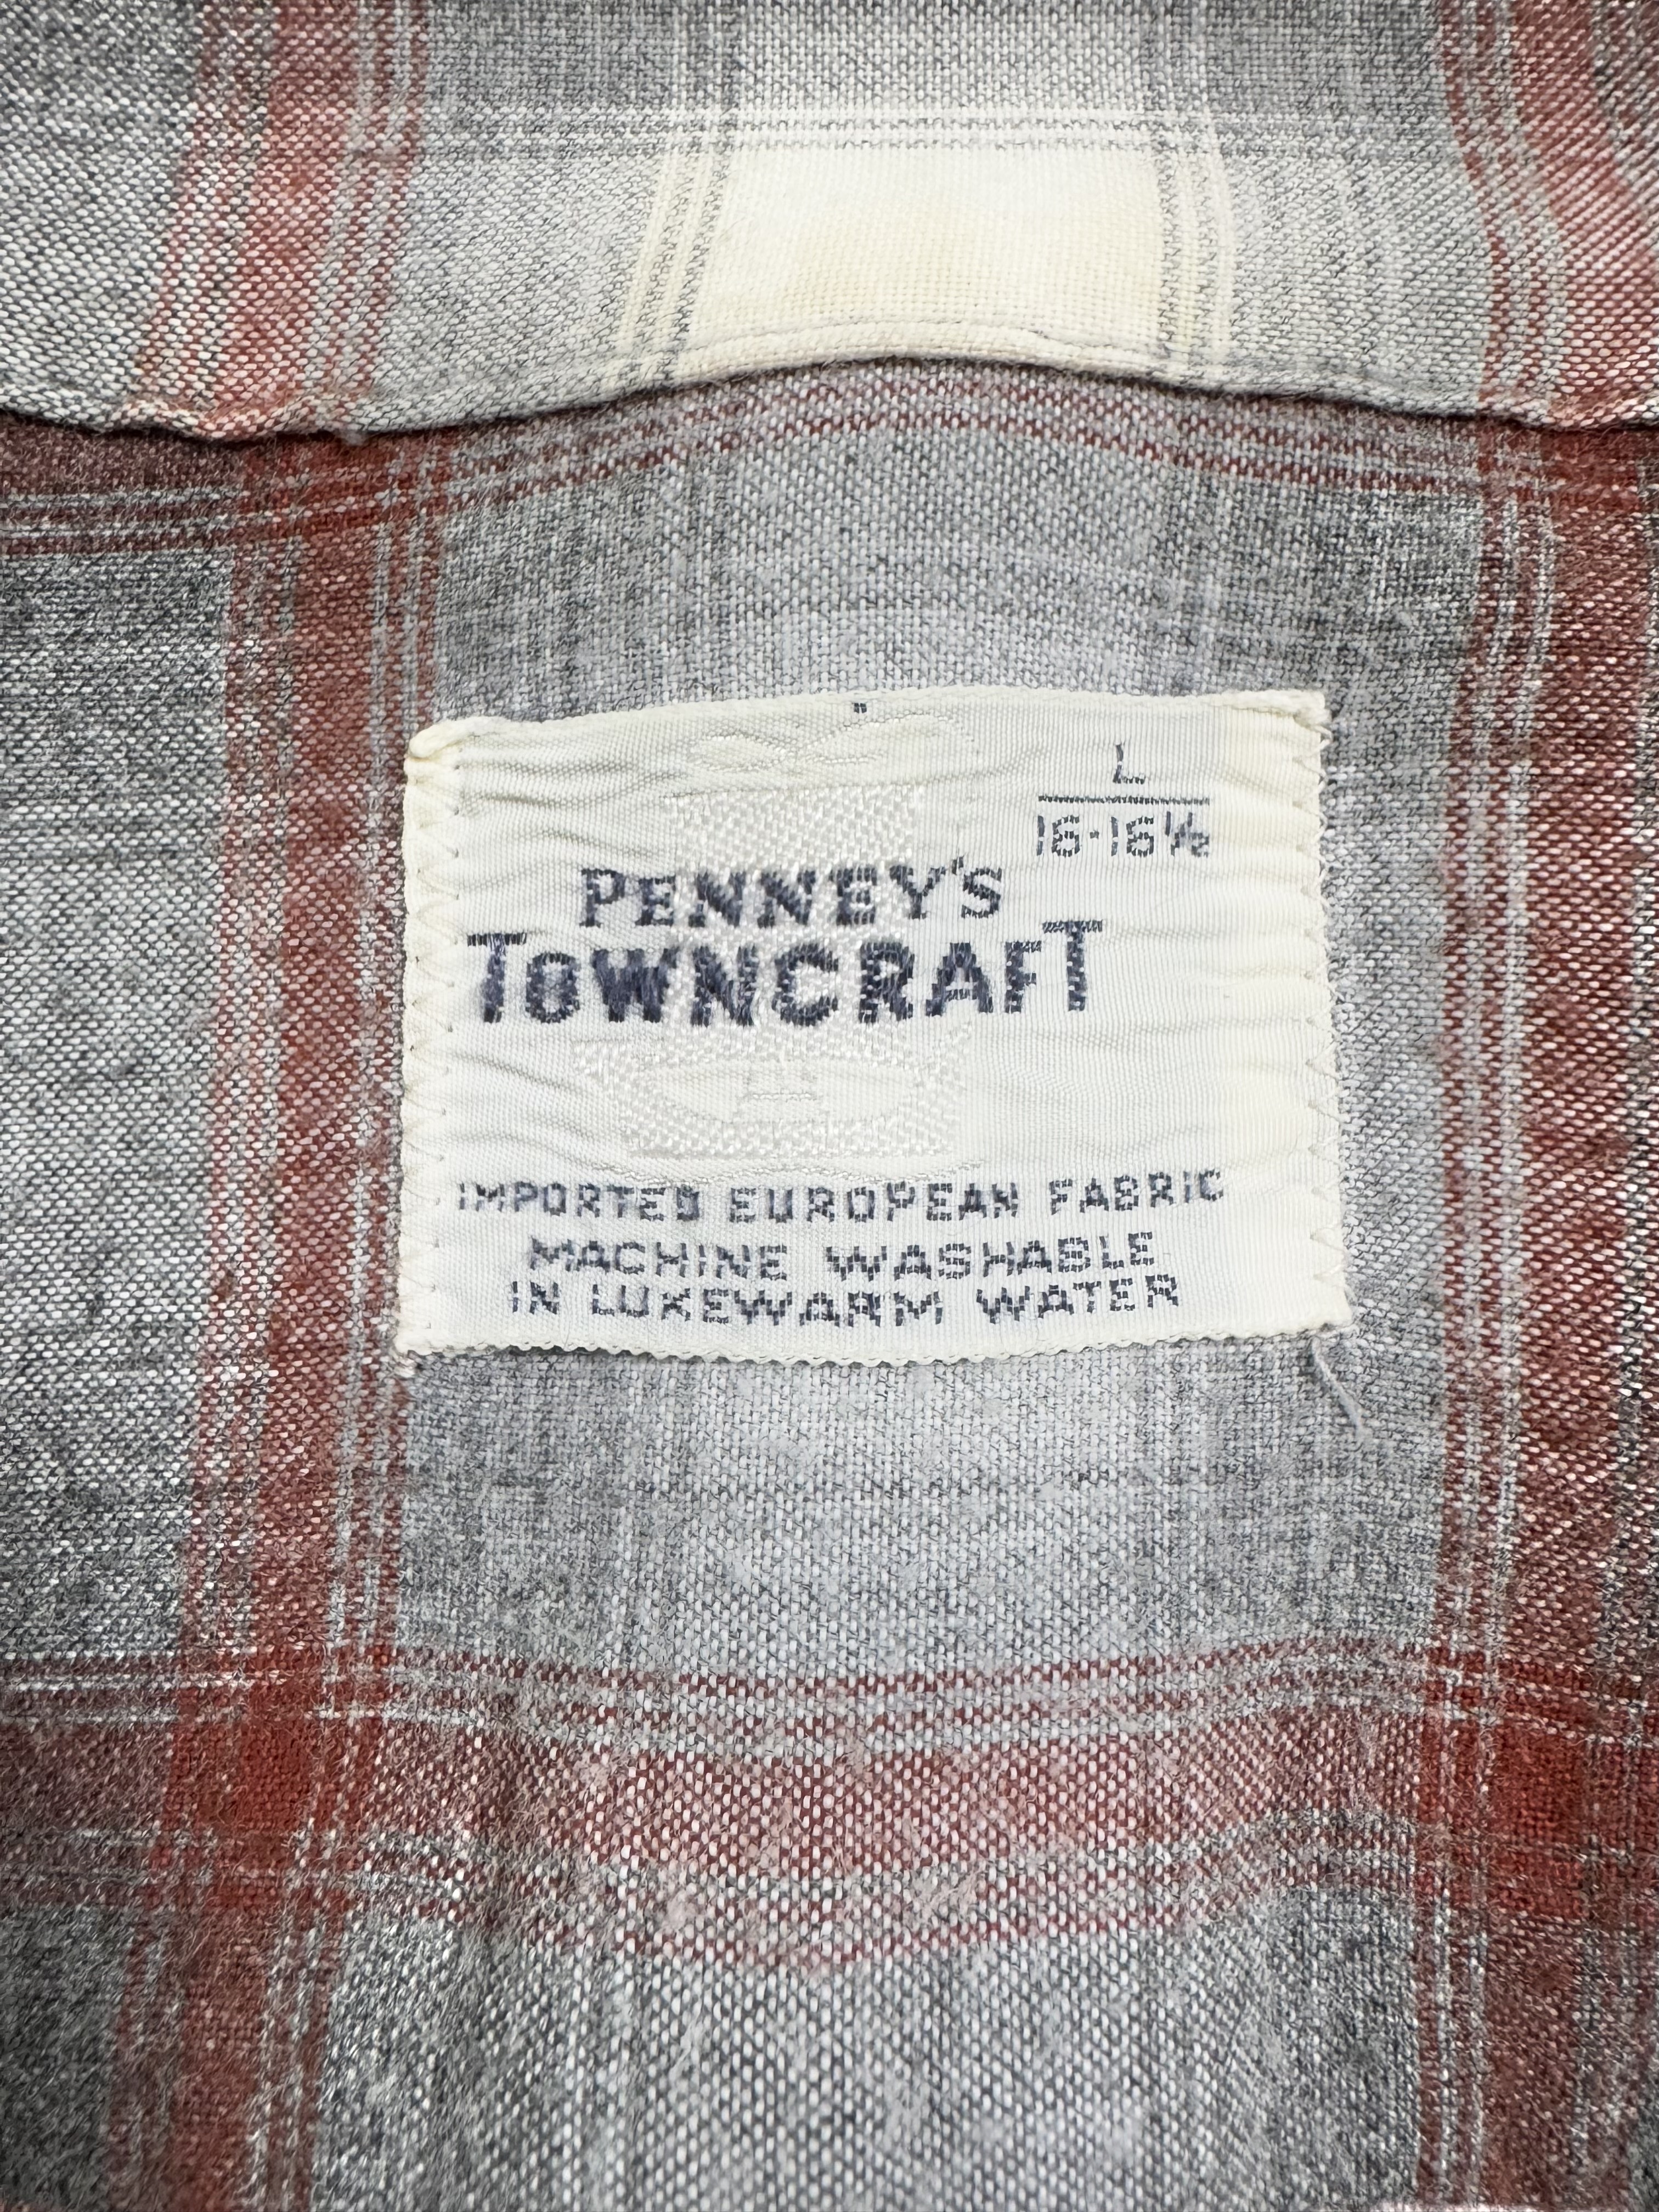 L
16-16½
PENNEY'S
TOWNCRAFT
IMPORTED EUROPEAN FABRIC
MACHINE WASHABLE
IN LUKEWARM WATER